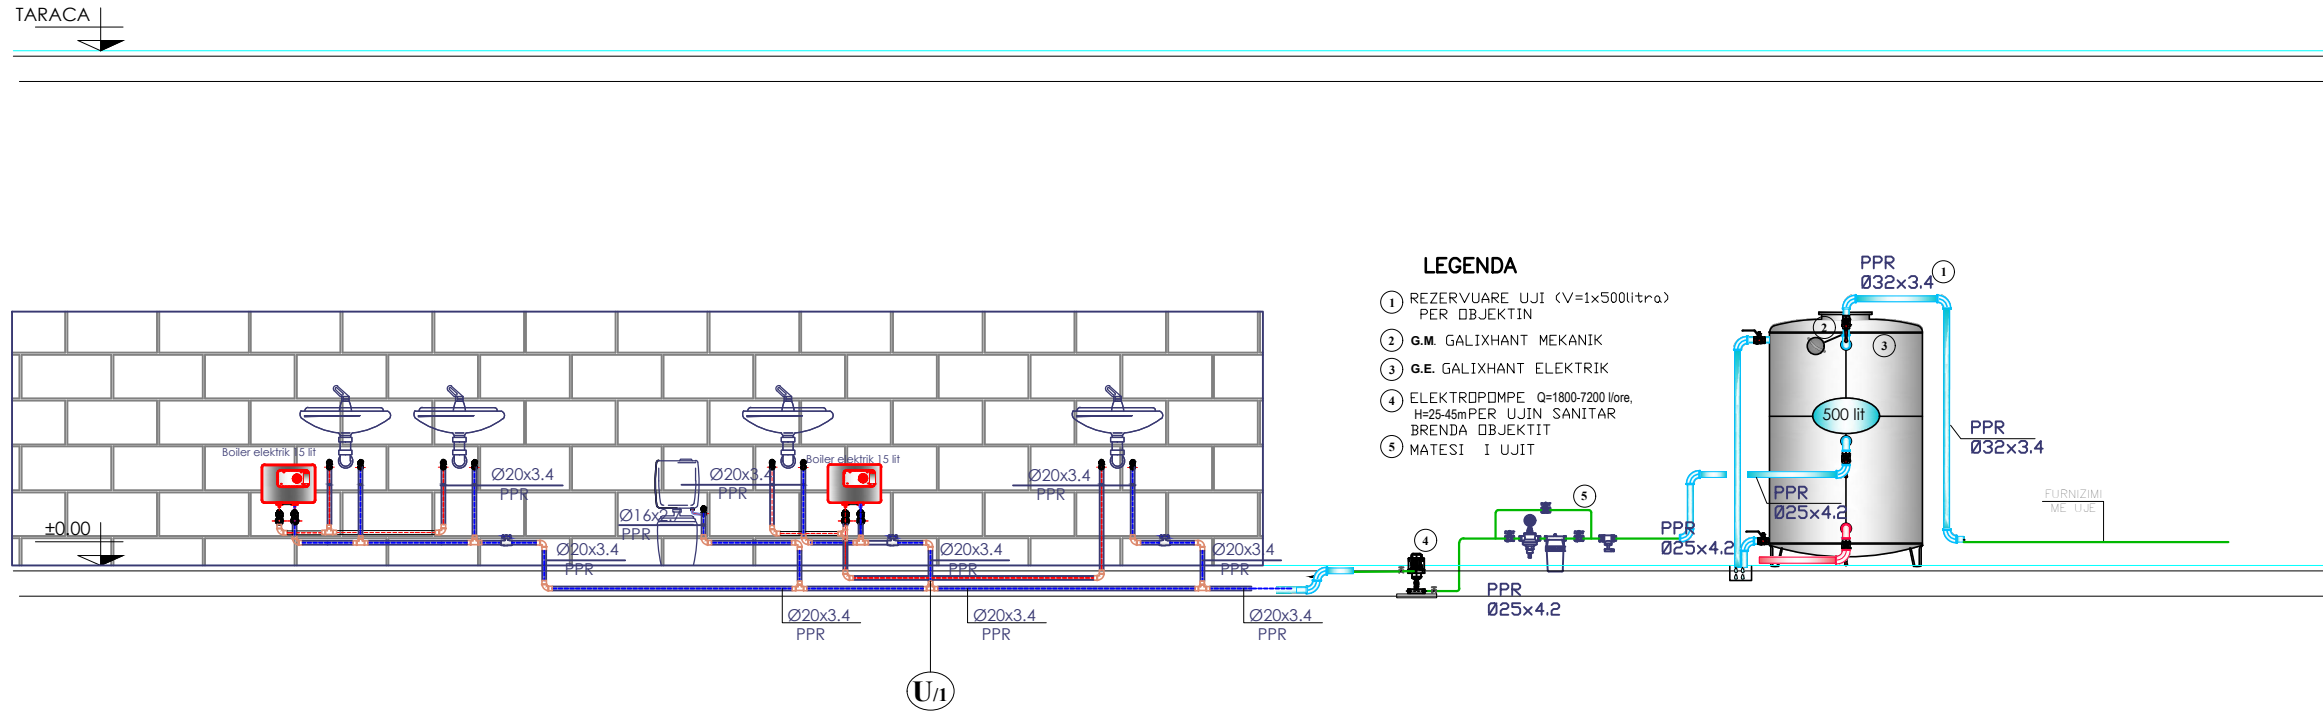 TARACA
LEGENDA
1 REZERVUARE UJI (V=1x500litra)
PER OBJEKTIN
2 G.M. GALIXHANT MEKANIK
3 G.E. GALIXHANT ELEKTRIK
4 ELEKTROPOMPE Q=1800-7200 l/ore,
H=25-45mPER UJIN SANITAR
BRENDA OBJEKTIT
5 MATESI I UJIT
PPR
Ø32x3.4
1
2
3
500 lit
PPR
Ø32x3.4
PPR
Ø25x4.2
FURNIZIMI
ME UJE
5
PPR
Ø25x4.2
4
PPR
Ø25x4.2
Boiler elektrik 15 lit
Boiler elektrik 15 lit
Ø20x3.4
PPR
Ø20x3.4
PPR
Ø20x3.4
PPR
Ø16x2.7
PPR
±0.00
Ø20x3.4
PPR
Ø20x3.4
PPR
Ø20x3.4
PPR
Ø20x3.4
PPR
Ø20x3.4
PPR
Ø20x3.4
PPR
U/1